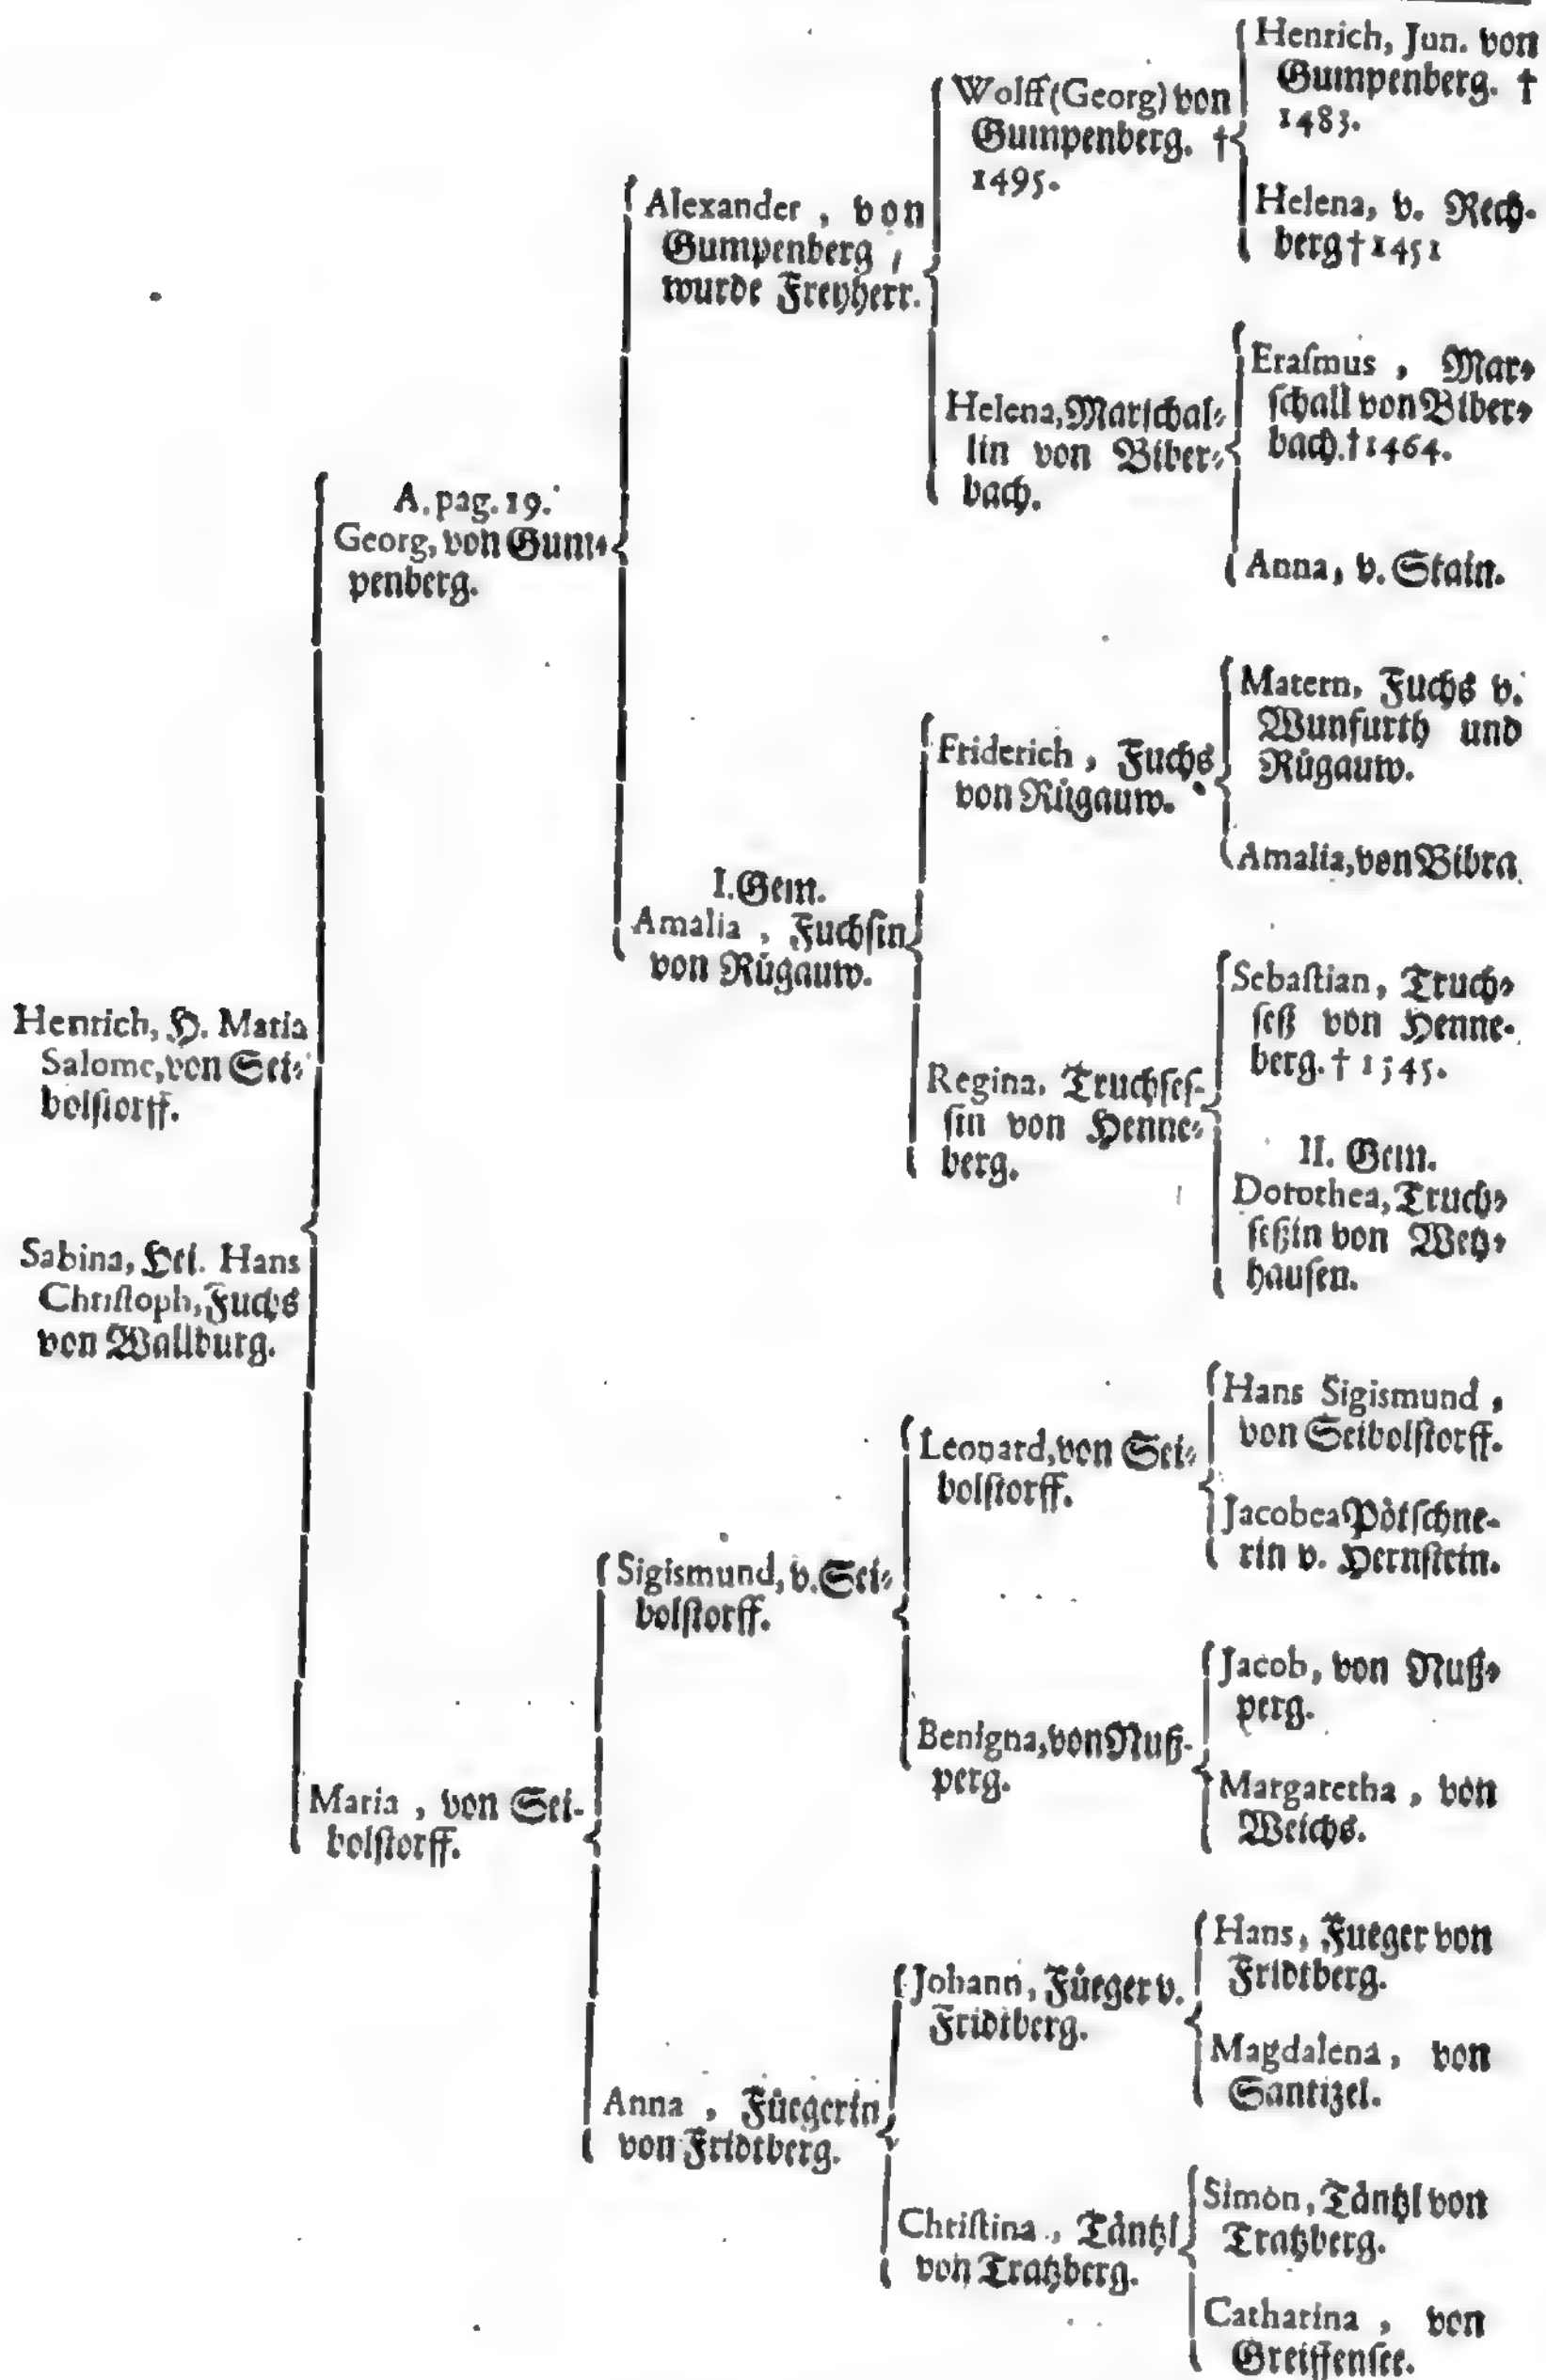 Henrich, H. Maria
Salome, von Sei-
bolstorff.
Sabina, Hei. Hans
Christoph, Fuchs
von Wallburg.
A. pag. 19.
Georg, von Gum-
penberg.
Maria, von Sei-
bolstorff.
Alexander, von
Gumpenberg,
wurde Freyherr.
I. Gem.
Amalia, Fuchsin
von Rügauw.
Sigismund, v. Sei-
bolstorff.
Anna, Füegerin
von Fridtberg.
Wolff (Georg) von
Gumpenberg. †
1495.
Helena, Marschal-
lin von Biber-
bach.
Friderich, Fuchs
von Rügauw.
Regina. Truchses-
sin von Henne-
berg.
Leonard, von Sei-
bolstorff.
Benigna, von Nuß-
perg.
Johann, Füeger v.
Fridtberg.
Christina, Täntzl
von Tratzberg.
Henrich, Jun. von
Gumpenberg. †
1483.
Helena, v. Rech-
berg † 1451
Erasmus, Mar-
schall von Biber-
bach. † 1464.
Anna, v. Stain.
Matern, Fuchs v.
Wunfurth und
Rügauw.
Amalia, von Bibra
Sebastian, Truch-
seß von Henne-
berg. † 1545.
II. Gem.
Dorothea, Truch-
seßin von Wetz-
hausen.
Hans Sigismund,
von Seibolstorff.
Jacobea Pötschne-
rin v. Hernstein.
Jacob, von Nuß-
perg.
Margaretha, von
Weichs.
Hans, Fueger von
Fridtberg.
Magdalena, von
Santizel.
Simon, Täntzl von
Tratzberg.
Catharina, von
Greiffensee.